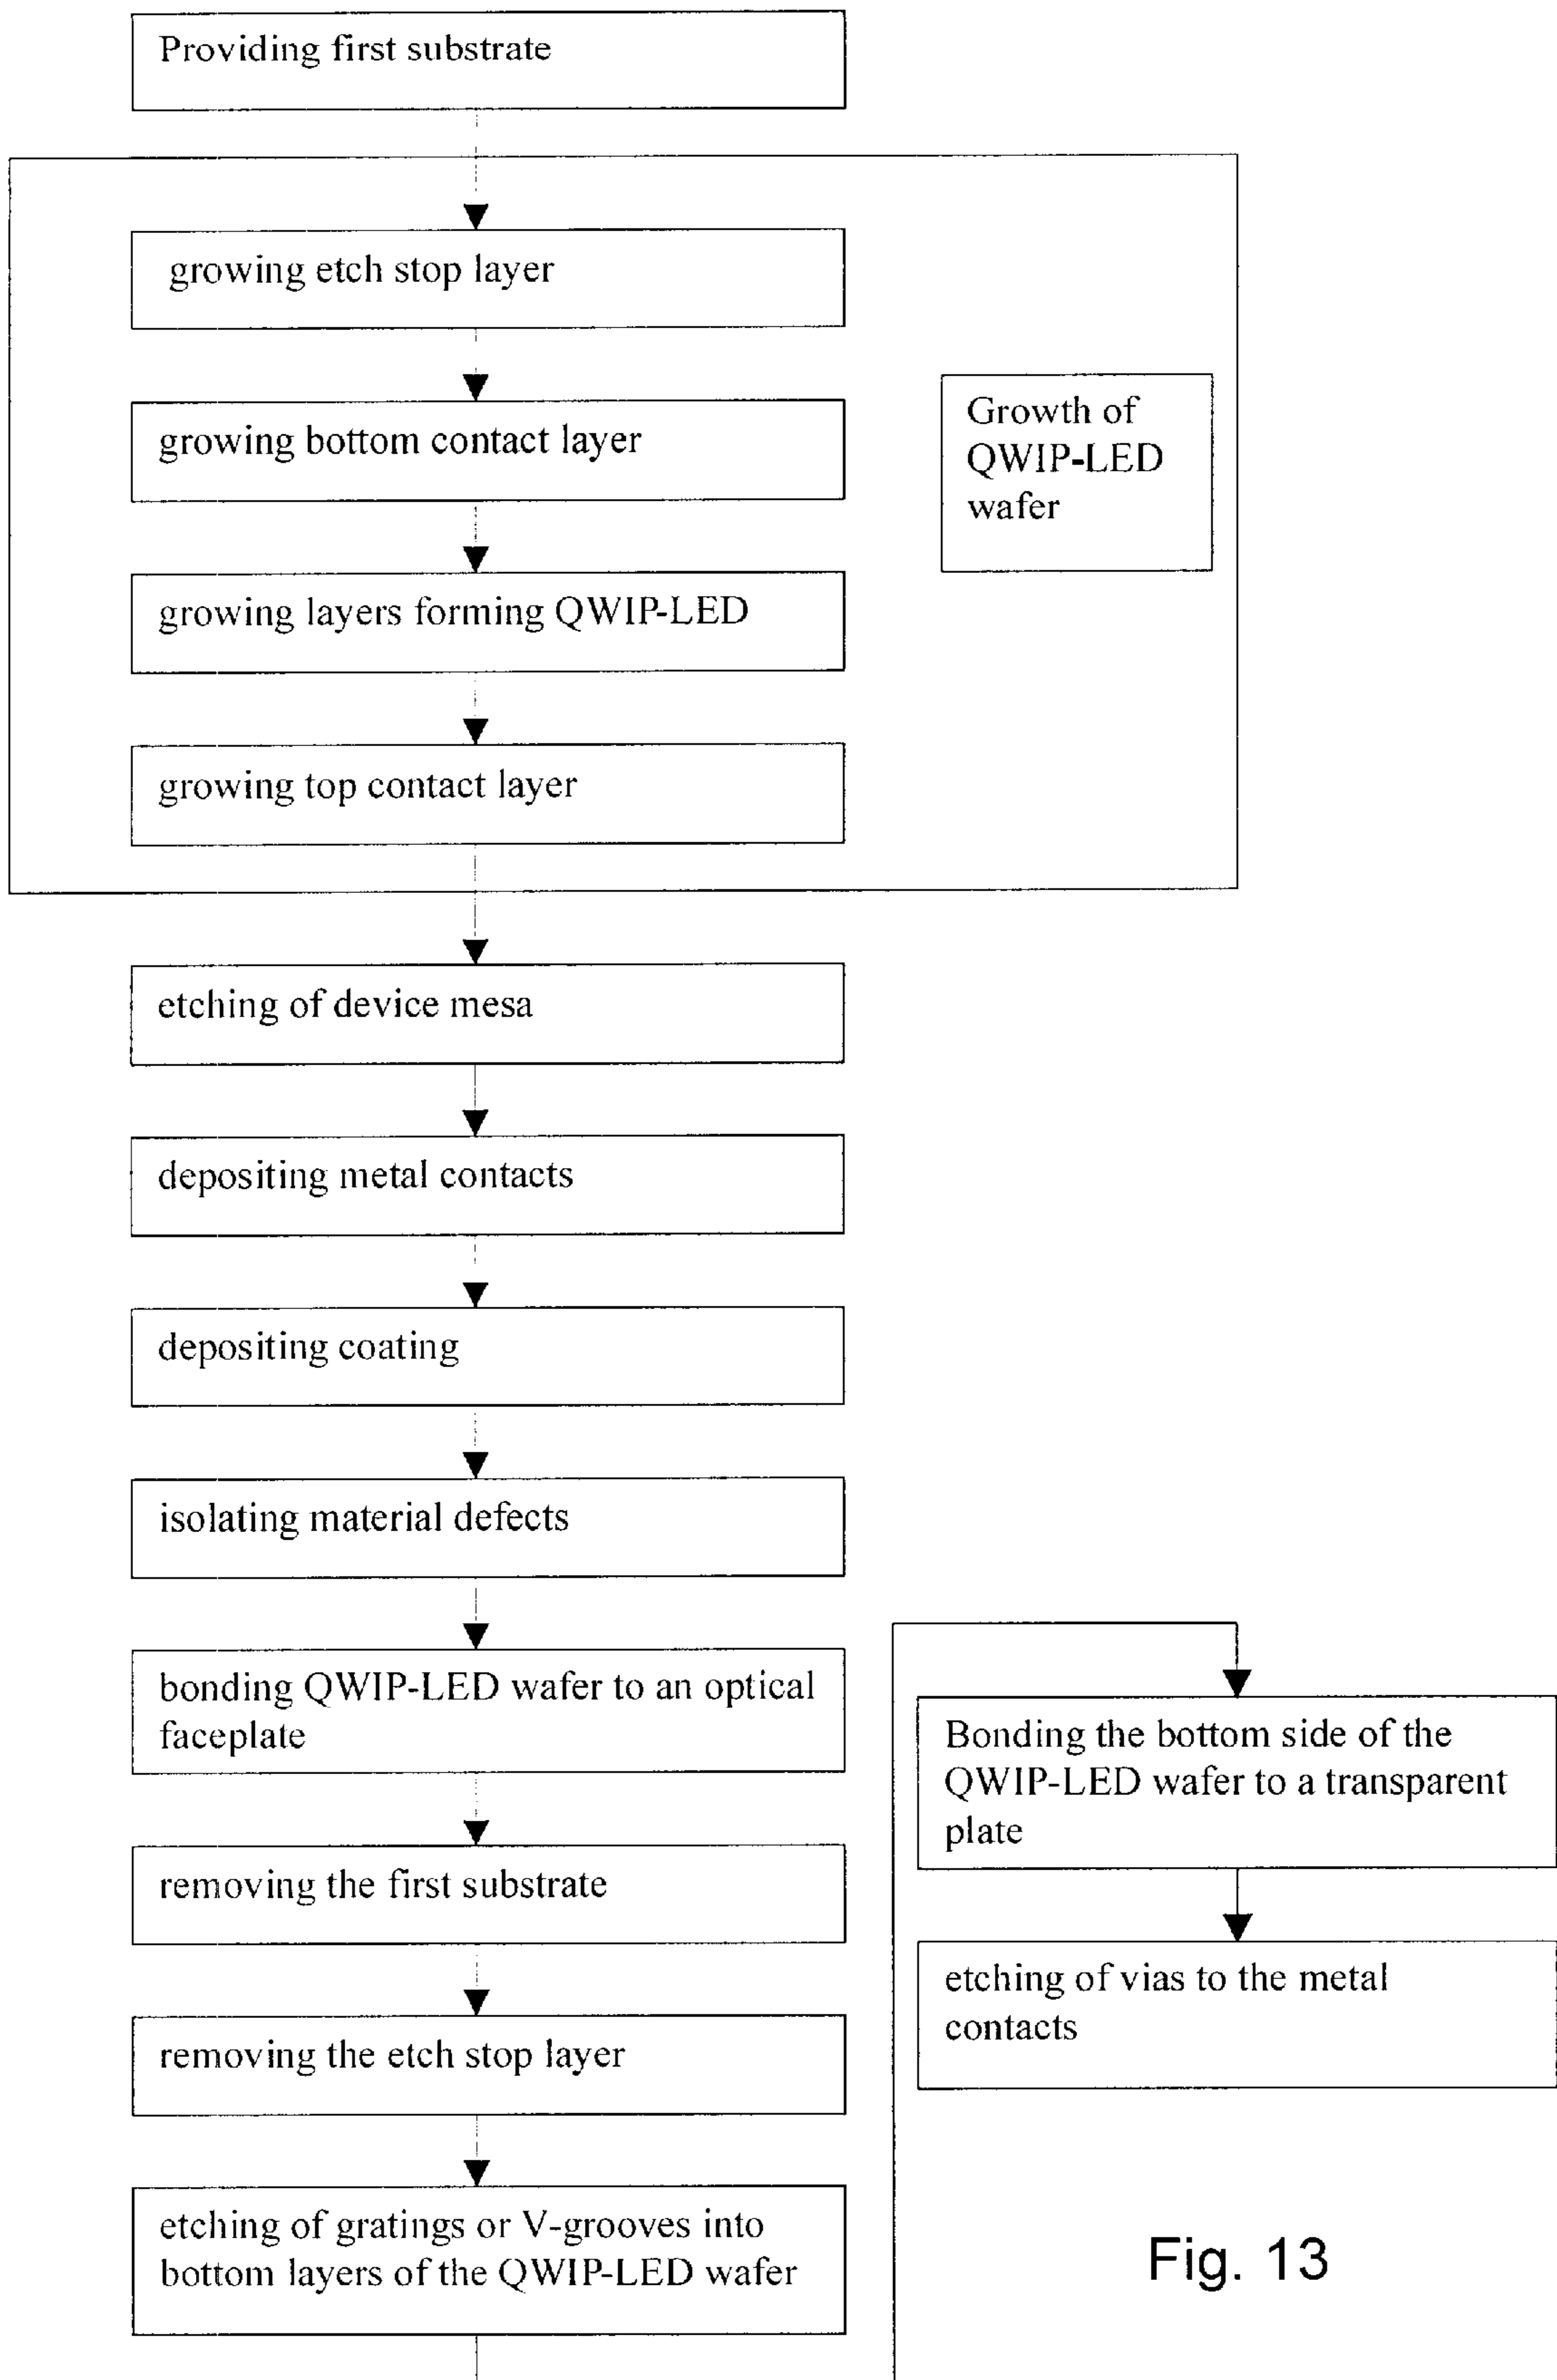 Providing first substrate
growing etch stop layer
growing bottom contact layer
Growth of
QWIP-LED
wafer
growing layers forming QWIP-LED
growing top contact layer
etching of device mesa
depositing metal contacts
depositing coating
isolating material defects
bonding QWIP-LED wafer to an optical
faceplate
removing the first substrate
removing the etch stop layer
etching of gratings or V-grooves into
bottom layers of the QWIP-LED wafer
Bonding the bottom side of the
QWIP-LED wafer to a transparent
plate
etching of vias to the metal
contacts
Fig. 13